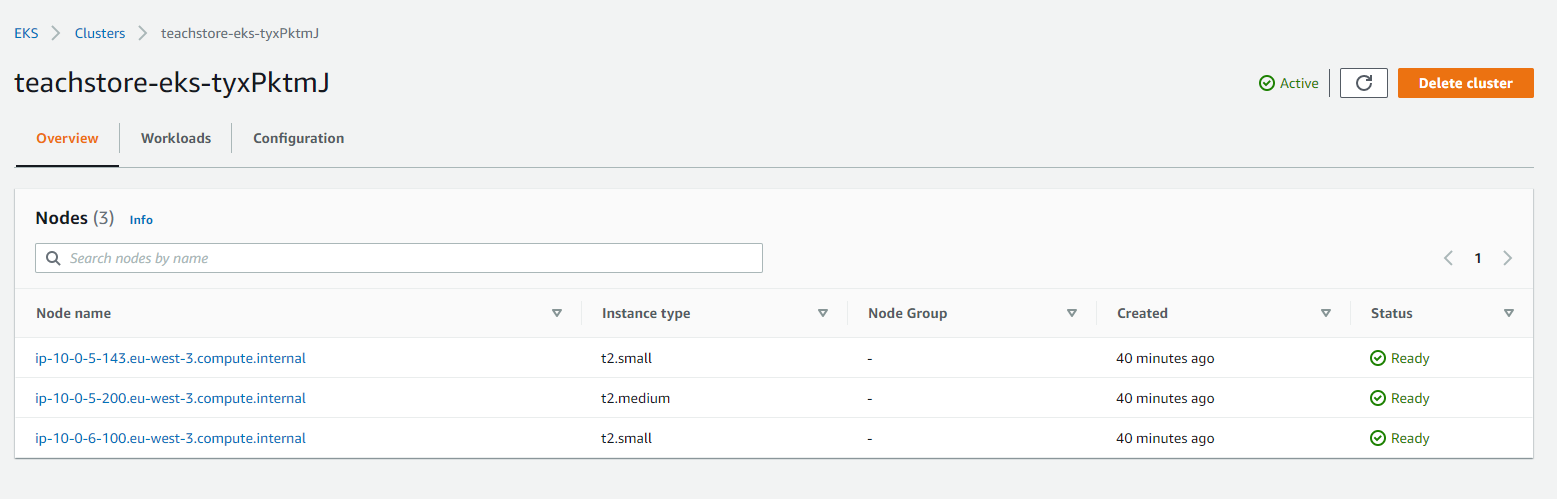 EKS Clusters teachstore-eks-tyxPktmJ
teachstore-eks-tyxPktmJ Active Delete cluster
Overview Workloads Configuration
Nodes (3) Info
Search nodes by name 1
Node name Instance type Node Group Created Status
ip-10-0-5-143.eu-west-3.compute.internal t2.small - 40 minutes ago Ready
ip-10-0-5-200.eu-west-3.compute.internal t2.medium - 40 minutes ago Ready
ip-10-0-6-100.eu-west-3.compute.internal t2.small - 40 minutes ago Ready